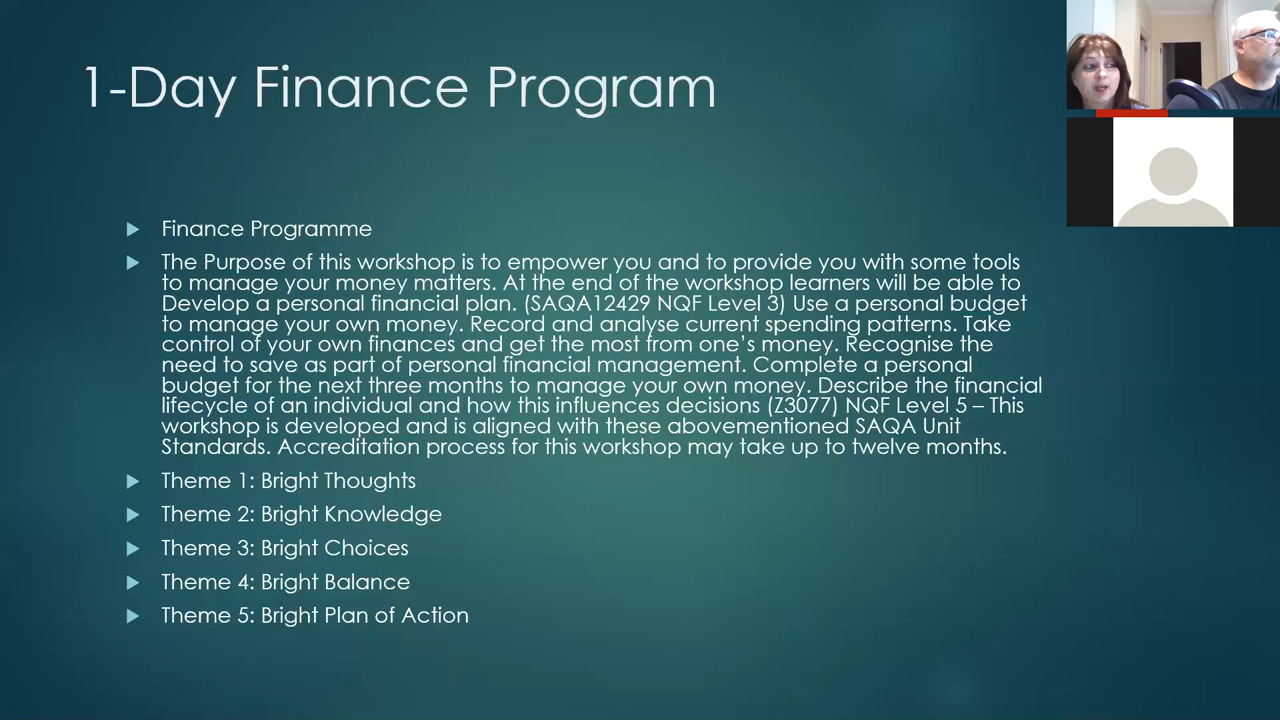 1-Day Finance Program
Finance Programme
The Purpose of this workshop is to empower you and to provide you with some tools
to manage your money matters. At the end of the workshop learners will be able to
Develop a personal financial plan. (SAQA12429 NQF Level 3) Use a personal budget
to manage your own money. Record and analyse current spending patterns. Take
control of your own finances and get the most from one’s money. Recognise the
need to save as part of personal financial management. Complete a personal
budget for the next three months to manage your own money. Describe the financial
lifecycle of an individual and how this influences decisions (Z3077) NQF Level 5 – This
workshop is developed and is aligned with these abovementioned SAQA Unit
Standards. Accreditation process for this workshop may take up to twelve months.
Theme 1: Bright Thoughts
Theme 2: Bright Knowledge
Theme 3: Bright Choices
Theme 4: Bright Balance
Theme 5: Bright Plan of Action